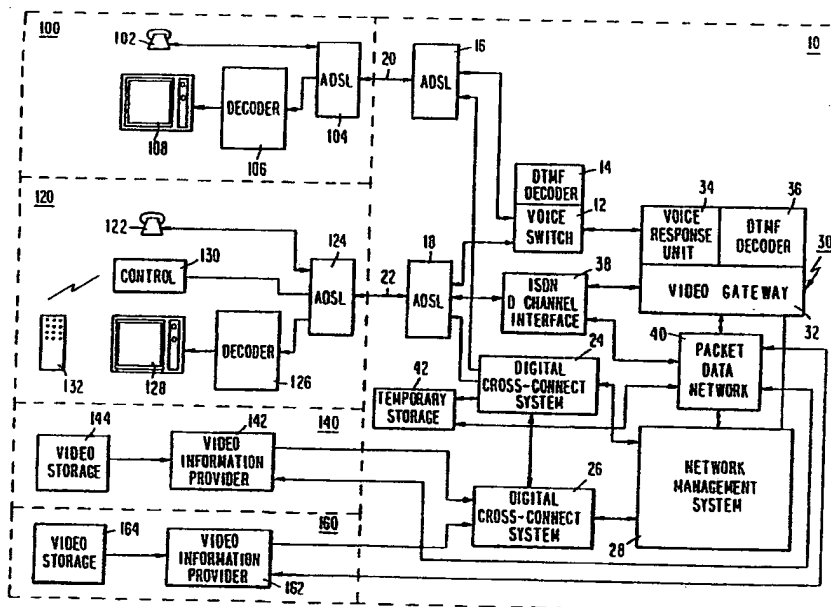 100
102
ADSL
104
DECODER
106
108
20
16
ADSL
10
120
122
CONTROL
130
132
124
ADSL
DECODER
126
128
22
18
ADSL
14
DTMF
DECODER
12
VOICE
SWITCH
38
ISDN
D CHANNEL
INTERFACE
34
VOICE
RESPONSE
UNIT
36
DTMF
DECODER
30
VIDEO GATEWAY
32
40
PACKET
DATA
NETWORK
24
DIGITAL
CROSS-CONNECT
SYSTEM
42
TEMPORARY
STORAGE
140
144
VIDEO
STORAGE
142
VIDEO
INFORMATION
PROVIDER
26
DIGITAL
CROSS-CONNECT
SYSTEM
NETWORK
MANAGEMENT
SYSTEM
28
160
164
VIDEO
STORAGE
VIDEO
INFORMATION
PROVIDER
162